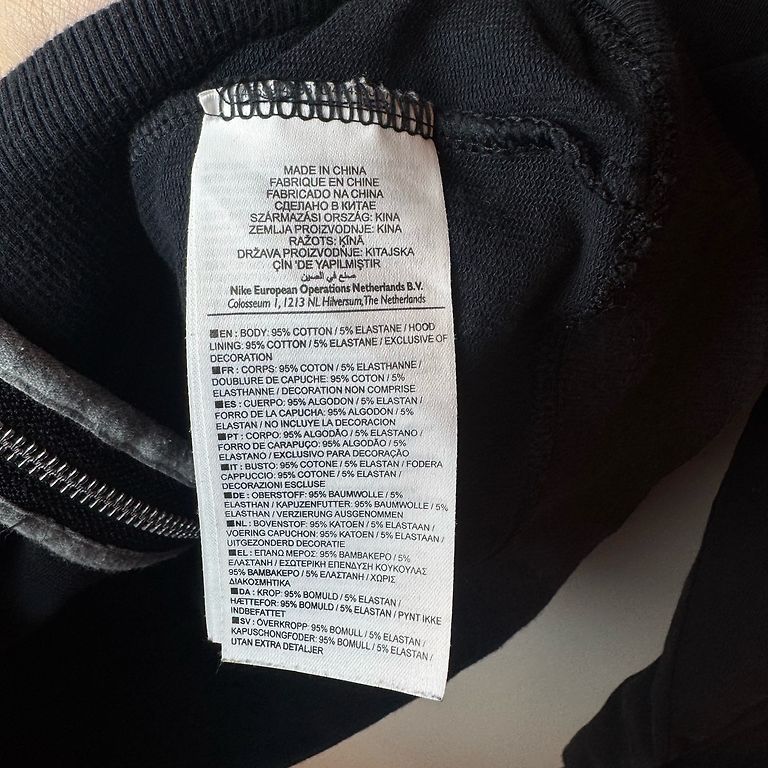 MADE IN CHINA
FABRIQUE EN CHINE
FABRICADO NA CHINA
СДЕЛАНО В КИТАЕ
SZÁRMAZÁSI ORSZÁG: KINA
ZEMLJA PROIZVODNJE: KINA
RAŽOTS: ĶĪNĀ
DRŽAVA PROIZVODNJE: KITAJSKA
ÇİN 'DE YAPILMIŞTIR
صنع في الصين
Nike European Operations Netherlands B.V.
Colosseum 1, 1213 NL Hilversum, The Netherlands
EN : BODY: 95% COTTON / 5% ELASTANE / HOOD
LINING: 95% COTTON / 5% ELASTANE / EXCLUSIVE OF
DECORATION
FR : CORPS: 95% COTON / 5% ELASTHANNE /
DOUBLURE DE CAPUCHE: 95% COTON / 5%
ELASTHANNE / DECORATION NON COMPRISE
ES : CUERPO: 95% ALGODON / 5% ELASTAN /
FORRO DE LA CAPUCHA: 95% ALGODON / 5%
ELASTAN / NO INCLUYE LA DECORACION
PT : CORPO: 95% ALGODÃO / 5% ELASTANO /
FORRO DE CARAPUÇO: 95% ALGODÃO / 5%
ELASTANO / EXCLUSIVO PARA DECORAÇÃO
IT : BUSTO: 95% COTONE / 5% ELASTAN / FODERA
CAPPUCCIO: 95% COTONE / 5% ELASTAN /
DECORAZIONI ESCLUSE
DE : OBERSTOFF: 95% BAUMWOLLE / 5%
ELASTHAN / KAPUZENFUTTER: 95% BAUMWOLLE / 5%
ELASTHAN / VERZIERUNG AUSGENOMMEN
NL : BOVENSTOF: 95% KATOEN / 5% ELASTAAN /
VOERING CAPUCHON: 95% KATOEN / 5% ELASTAAN /
UITGEZONDERD DECORATIE
EL : ΕΠΑΝΩ ΜΕΡΟΣ: 95% ΒΑΜΒΑΚΕΡΟ / 5%
ΕΛΑΣΤΑΝΗ / ΕΣΩΤΕΡΙΚΗ ΕΠΕΝΔΥΣΗ ΚΟΥΚΟΥΛΑΣ:
95% ΒΑΜΒΑΚΕΡΟ / 5% ΕΛΑΣΤΑΝΗ / ΧΩΡΙΣ
ΔΙΑΚΟΣΜΗΤΙΚΑ
DA : KROP: 95% BOMULD / 5% ELASTAN /
HÆTTEFOR: 95% BOMULD / 5% ELASTAN / PYNT IKKE
INDBEFATTET
SV : ÖVERKROPP: 95% BOMULL / 5% ELASTAN /
KAPUSCHONGFODER: 95% BOMULL / 5% ELASTAN /
UTAN EXTRA DETALJER